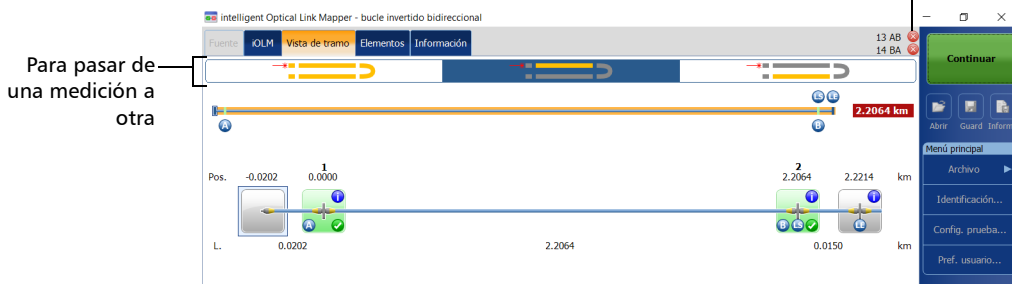 intelligent Optical Link Mapper - bucle invertido bidireccional
Fuente iOLM Vista de tramo Elementos Información
13 AB
14 BA
Continuar
Para pasar de
una medición a
otra
LS LE
2.2064 km
A B
Abrir Guard Inform
Menú principal
1 2
Pos. -0.0202 0.0000 2.2064 2.2214 km
Archivo
i i i
Identificación...
A B LS LE
Config. prueba...
L. 0.0202 2.2064 0.0150 km
Pref. usuario...